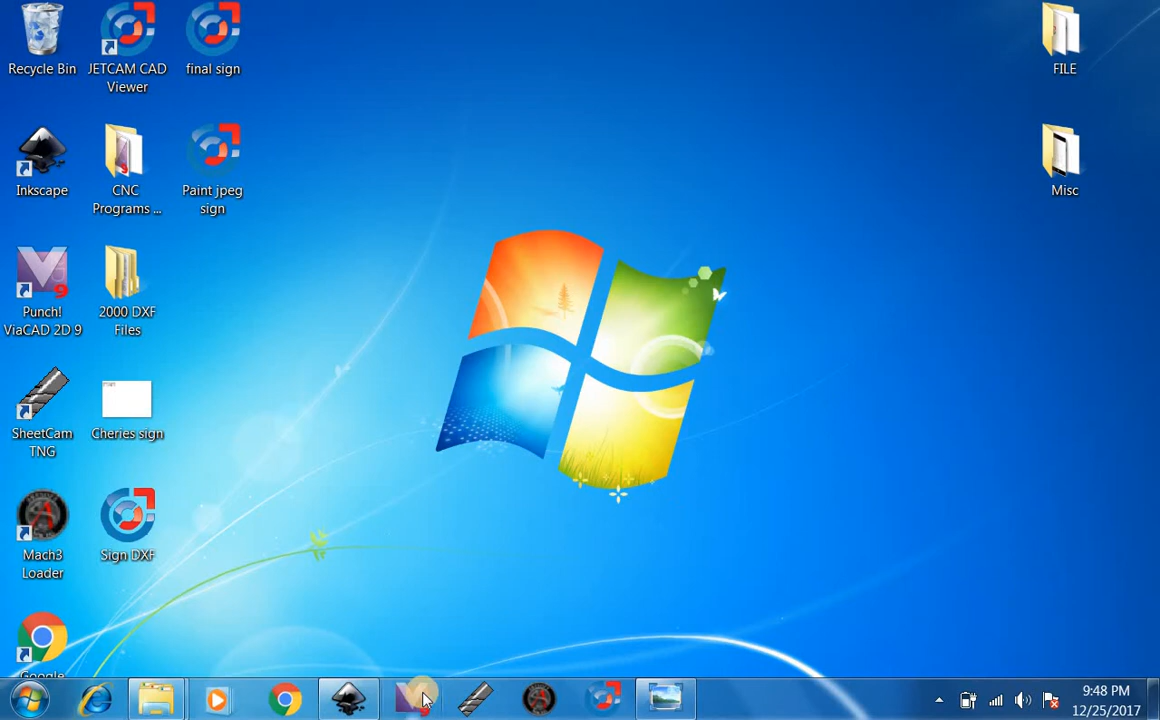 Recycle Bin
JETCAM CAD
Viewer
final sign
FILE
Inkscape
CNC
Programs ...
Paint jpeg
sign
Misc
Punch!
ViaCAD 2D 9
2000 DXF
Files
SheetCam
TNG
Cheries sign
Mach3
Loader
Sign DXF
Google
9:48 PM
12/25/2017